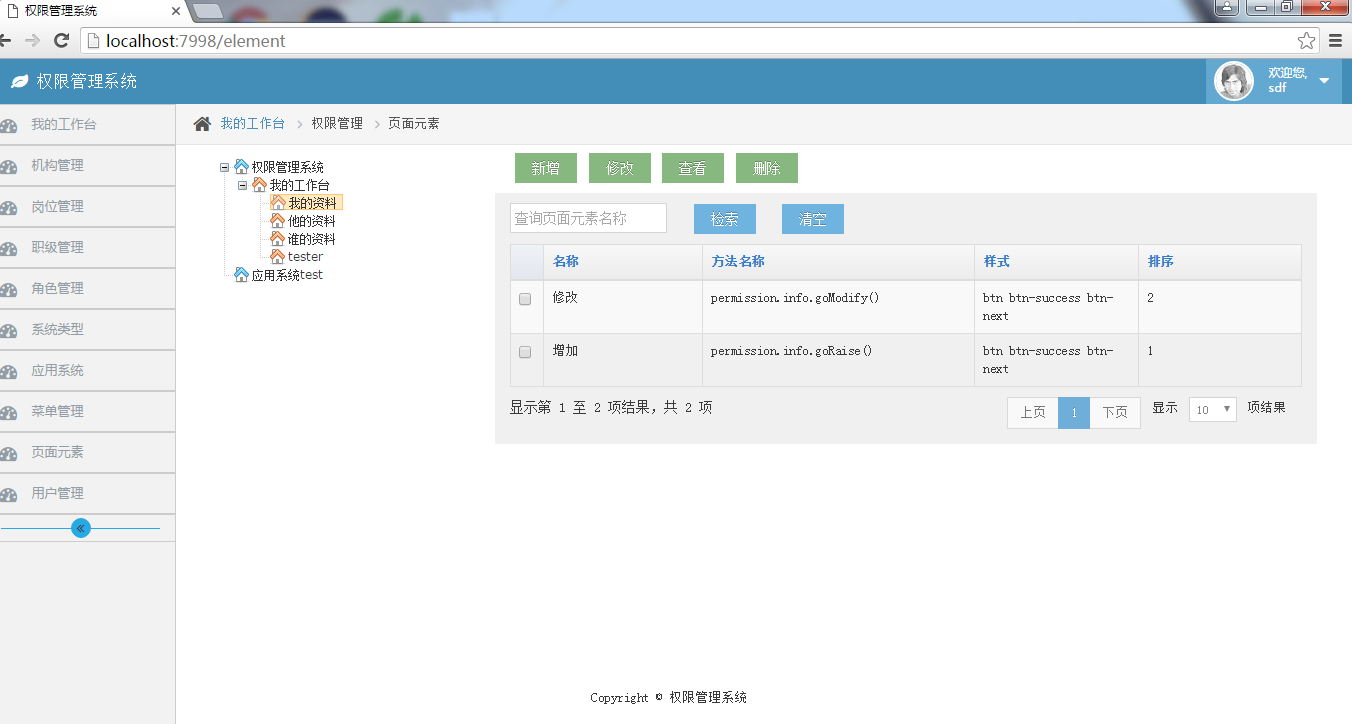 权限管理系统
localhost:7998/element
权限管理系统
欢迎您,
sdf
我的工作台
机构管理
岗位管理
职级管理
角色管理
系统类型
应用系统
菜单管理
页面元素
用户管理
我的工作台 > 权限管理 > 页面元素
权限管理系统
我的工作台
我的资料
他的资料
谁的资料
tester
应用系统test
新增 修改 查看 删除
查询页面元素名称 检索 清空
名称 方法名称 样式 排序
修改 permission.info.goModify() btn btn-success btn-
next 2
增加 permission.info.goRaise() btn btn-success btn-
next 1
显示第 1 至 2 项结果，共 2 项
上页 1 下页 显示 10 项结果
Copyright © 权限管理系统